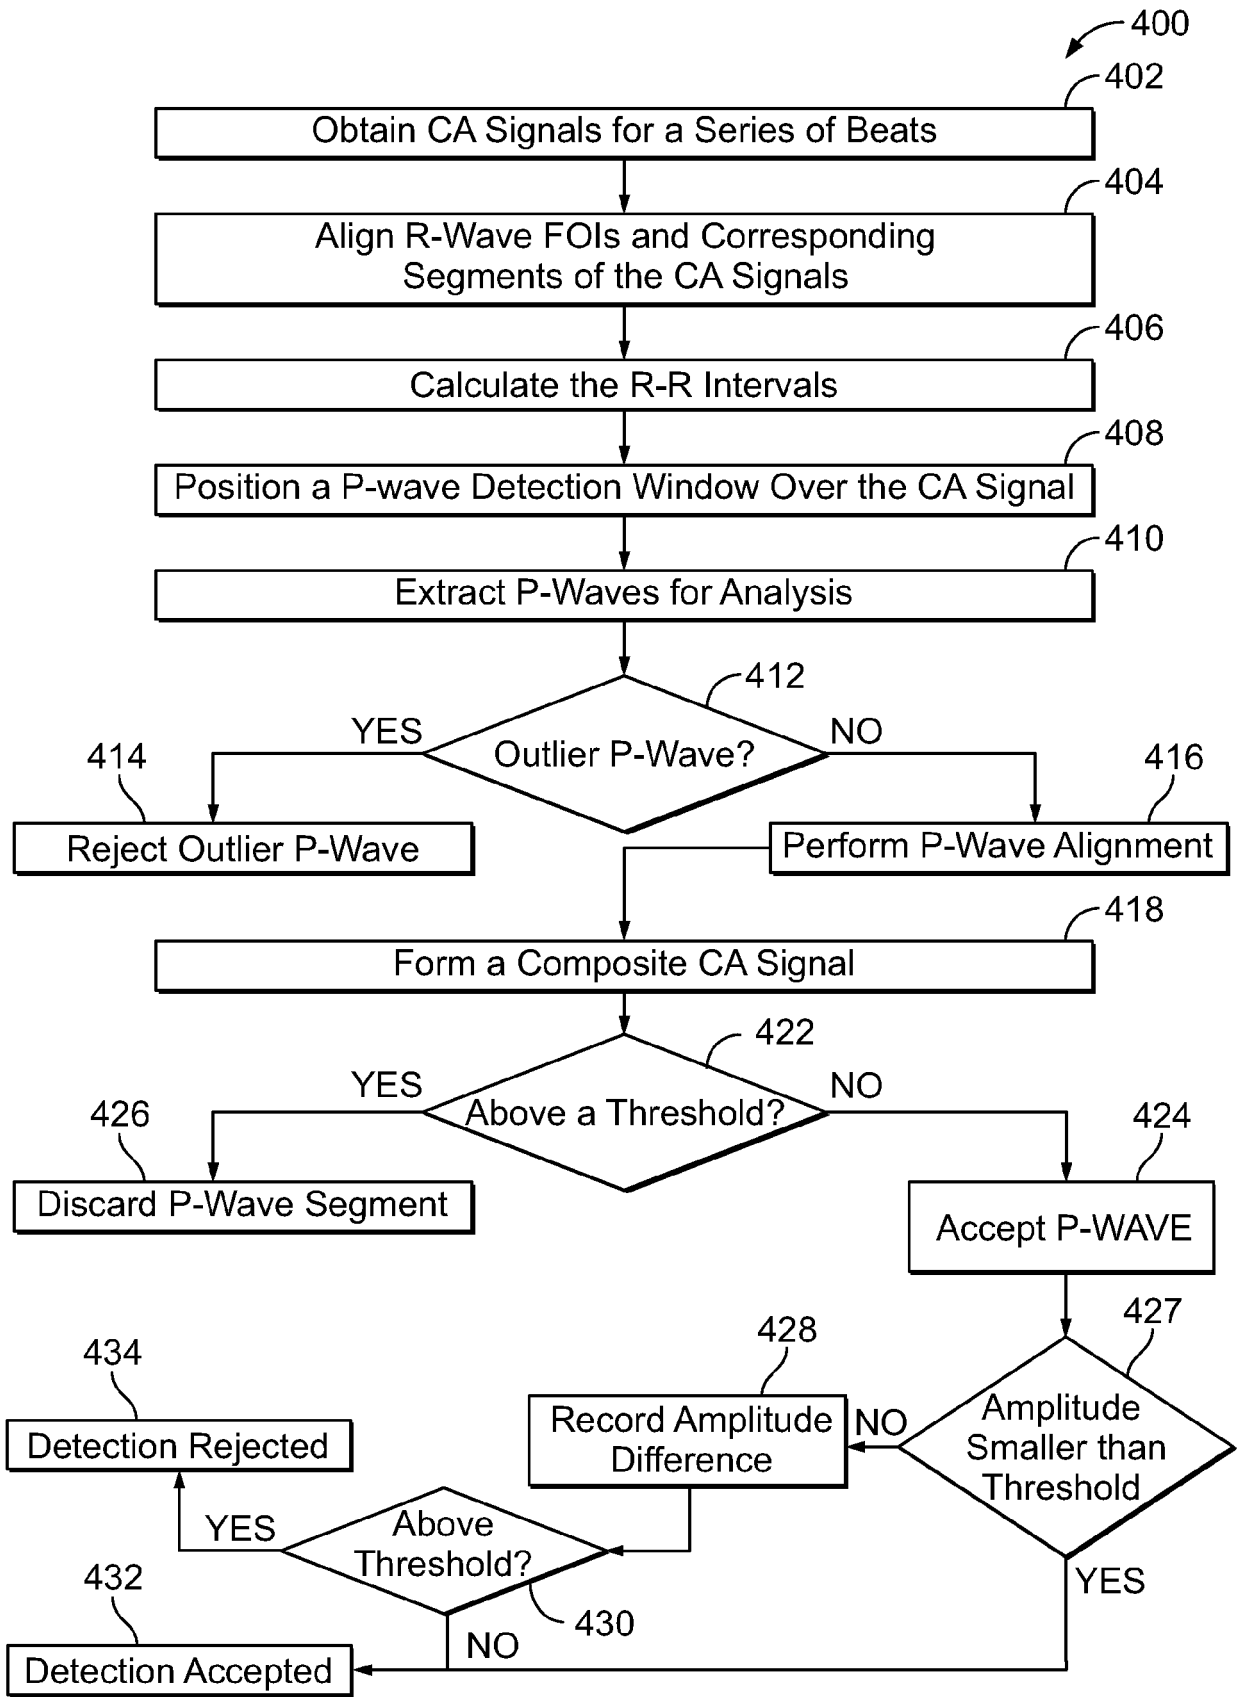 400
402
Obtain CA Signals for a Series of Beats
404
Align R-Wave FOIs and Corresponding
Segments of the CA Signals
406
Calculate the R-R Intervals
408
Position a P-wave Detection Window Over the CA Signal
410
Extract P-Waves for Analysis
412
YES
Outlier P-Wave?
NO
414
416
Reject Outlier P-Wave
Perform P-Wave Alignment
418
Form a Composite CA Signal
422
YES
Above a Threshold?
NO
426
424
Discard P-Wave Segment
Accept P-WAVE
427
428
434
Record Amplitude
Difference
NO
Amplitude
Smaller than
Threshold
Detection Rejected
YES
Above
Threshold?
432
430
YES
NO
Detection Accepted